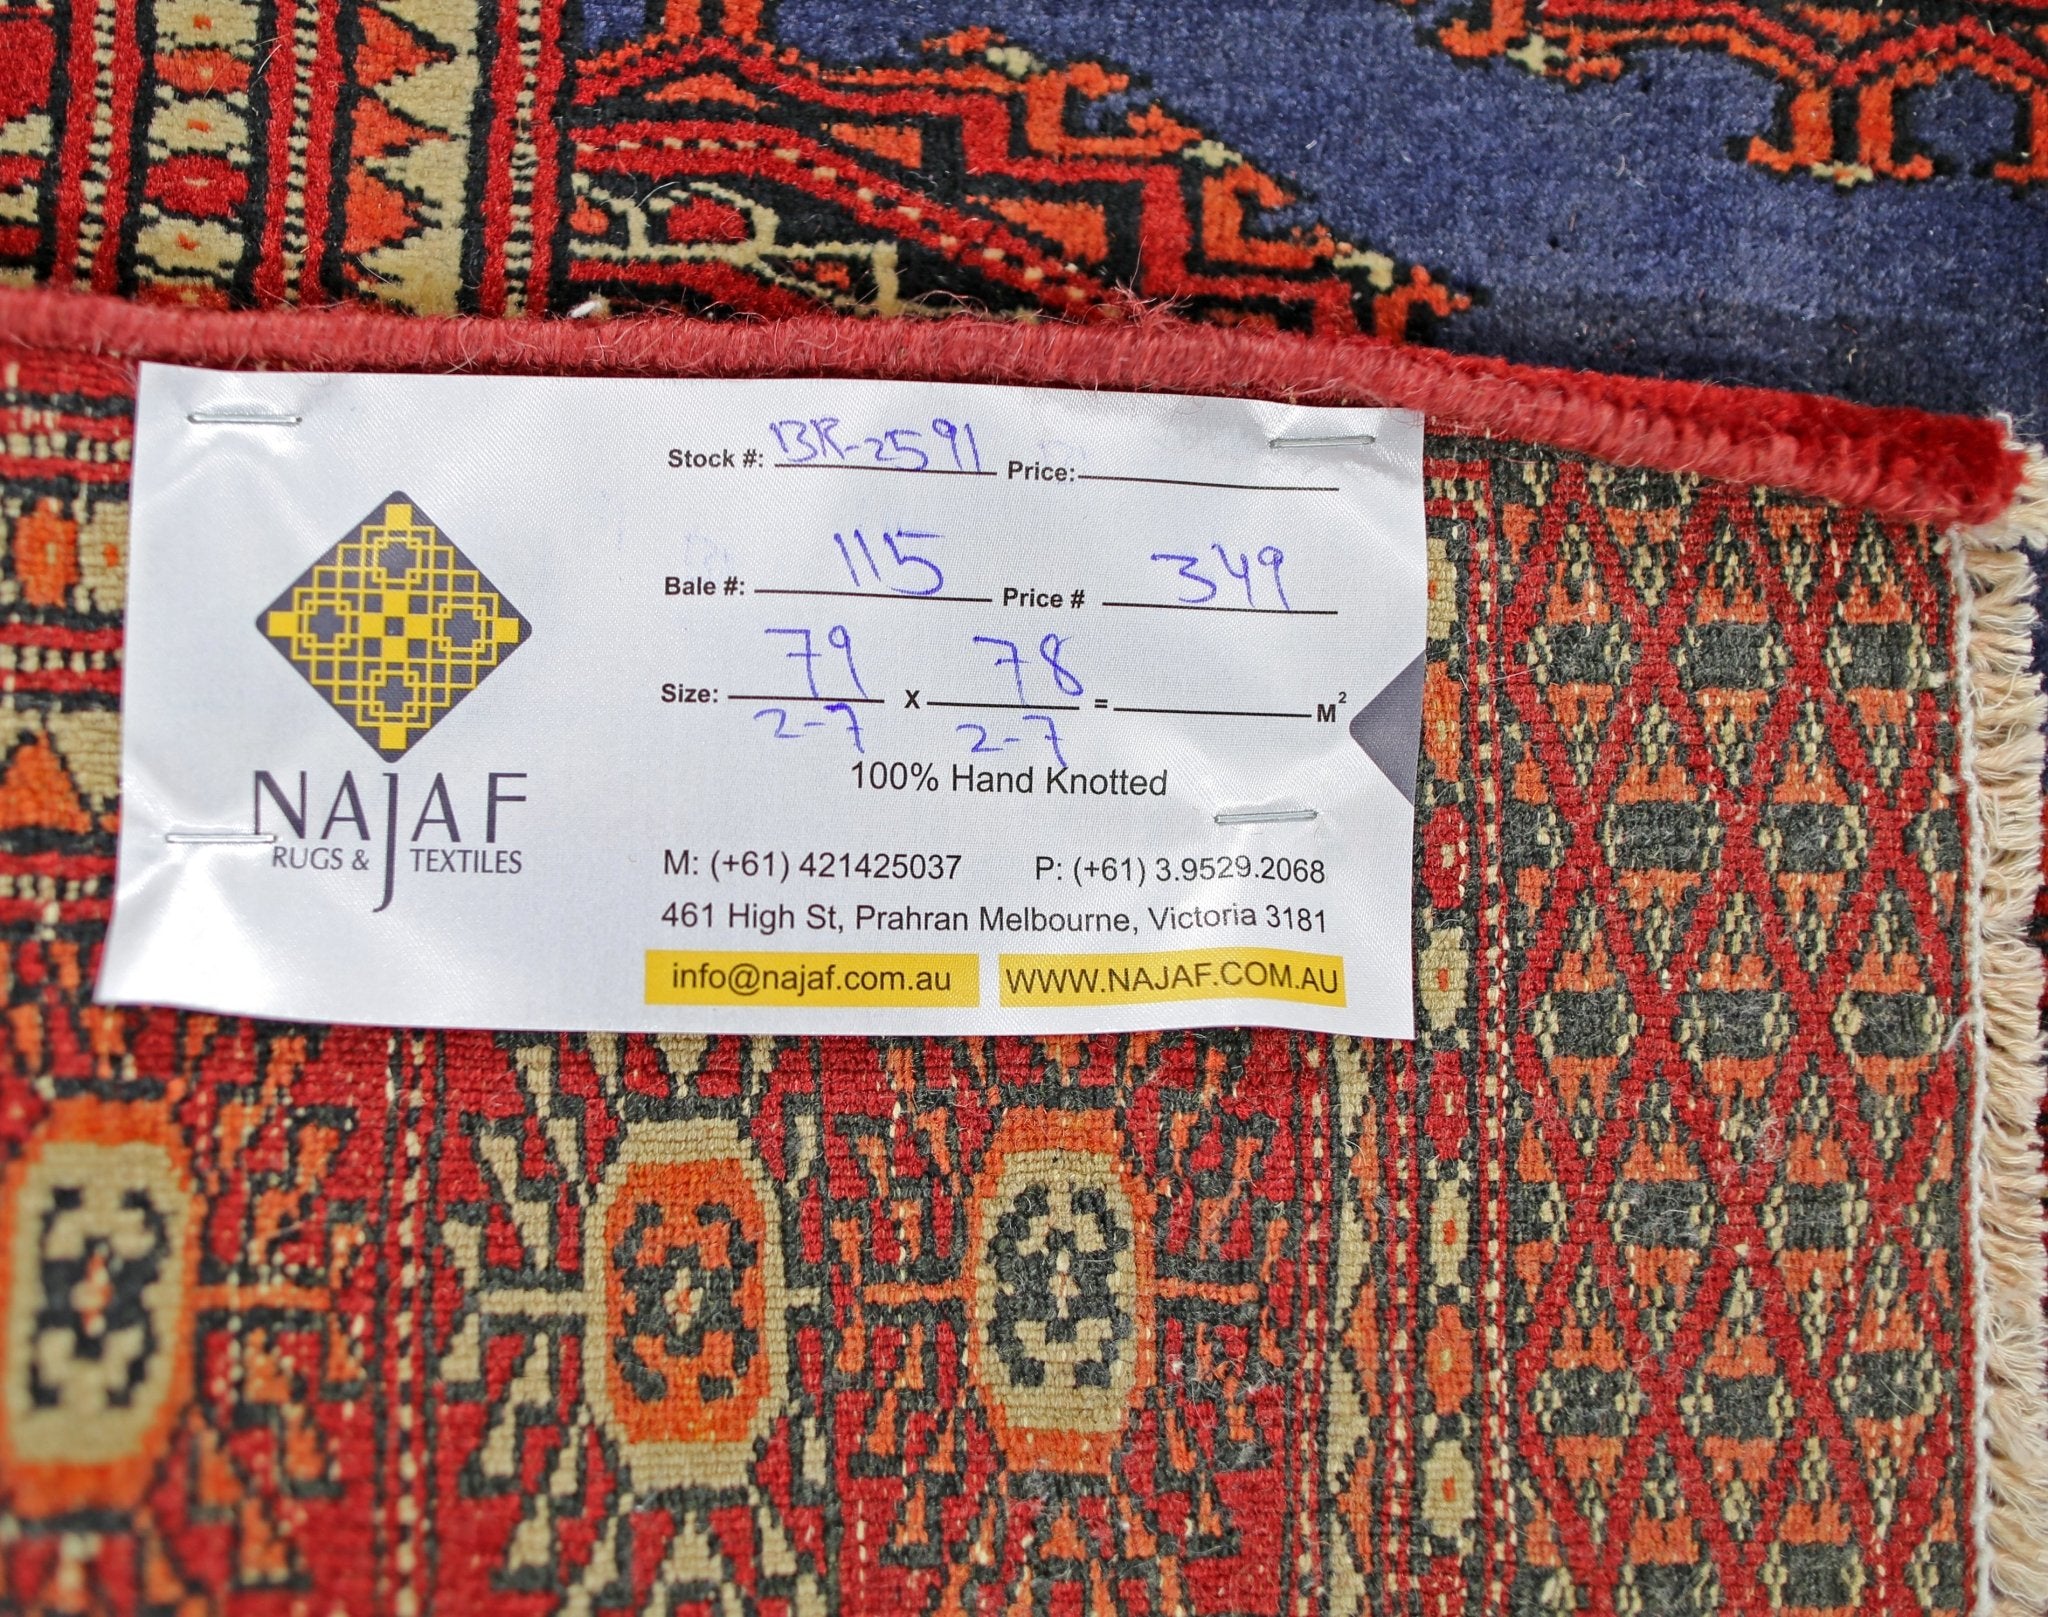 NAJAF
RUGS & TEXTILES
Stock #: BR-2591 Price:
Bale #: 115 Price # 349
Size: 79 x 78 = M²
2-7 2-7
100% Hand Knotted
M: (+61) 421425037 P: (+61) 3.9529.2068
461 High St, Prahran Melbourne, Victoria 3181
info@najaf.com.au WWW.NAJAF.COM.AU